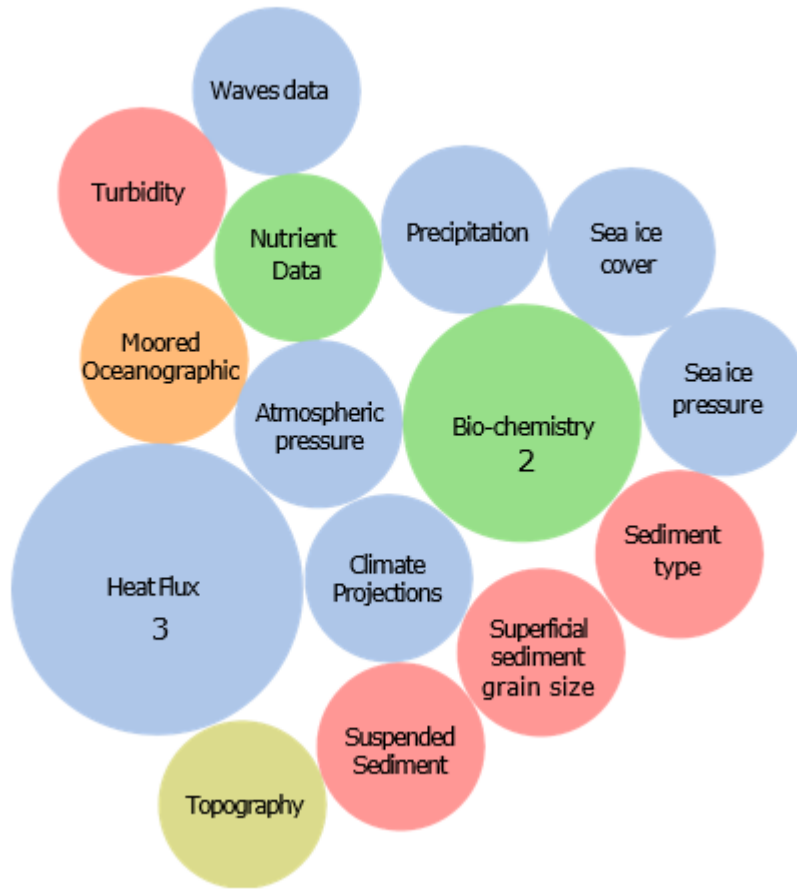 Waves data
Turbidity
Nutrient
Data
Precipitation
Sea ice
cover
Moored
Oceanographic
Atmospheric
pressure
Bio-chemistry
2
Sea ice
pressure
Heat Flux
3
Climate
Projections
Sediment
type
Superficial
sediment
grain size
Suspended
Sediment
Topography